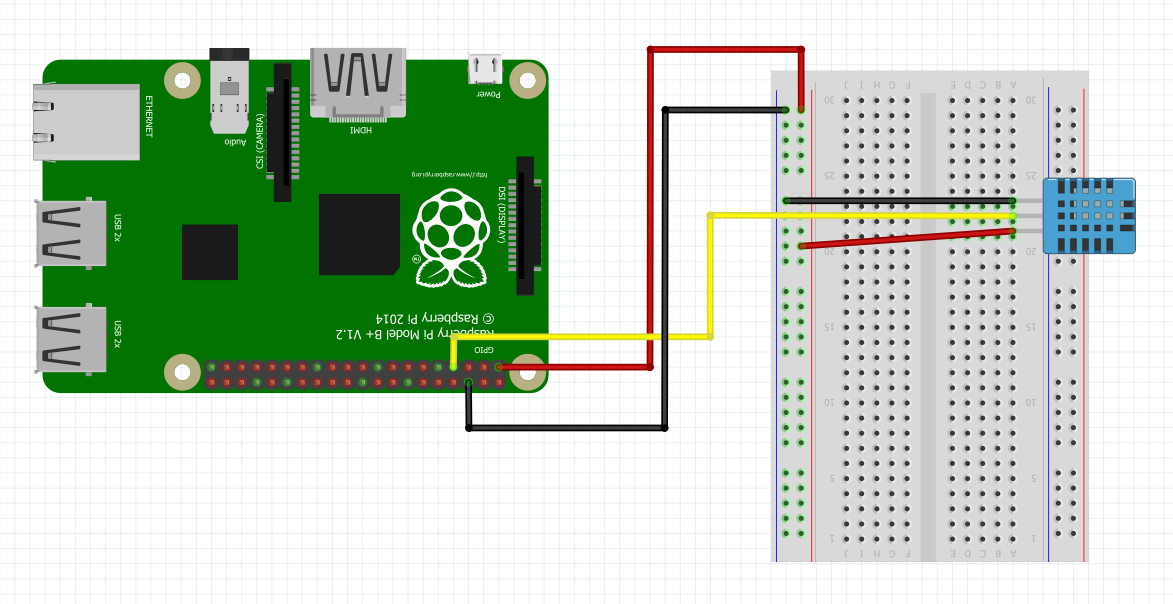 ETHERNET
Audio
CSI (CAMERA)
HDMI
Power
http://www.raspberrypi.org
DSI (DISPLAY)
USB 2x
USB 2x
®
© Raspberry Pi 2014
Raspberry Pi Model B+ V1.2
GPIO
J I H G F E D C B A
30 30
25 25
20 20
15 15
10 10
5 5
1 1
J I H G F E D C B A